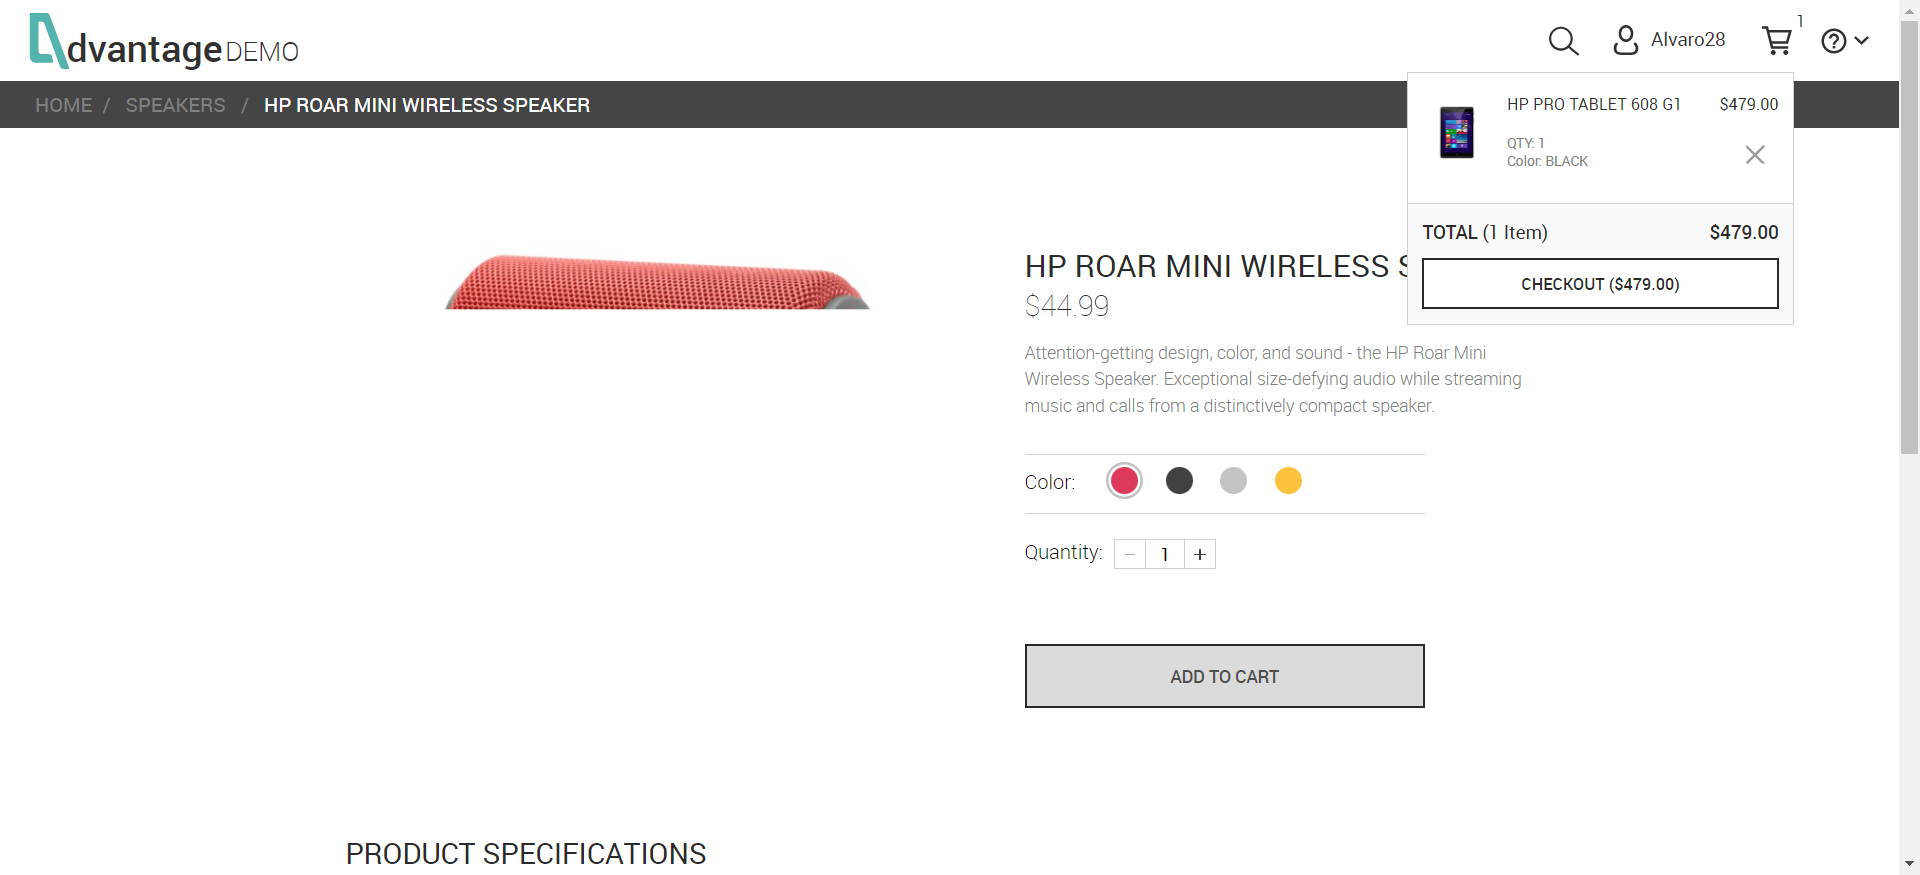 dvantage DEMO
Alvaro28
1
HOME / SPEAKERS / HP ROAR MINI WIRELESS SPEAKER
HP PRO TABLET 608 G1 $479.00
QTY: 1
Color: BLACK
TOTAL (1 Item) $479.00
CHECKOUT ($479.00)
HP ROAR MINI WIRELESS
$44.99
Attention-getting design, color, and sound - the HP Roar Mini
Wireless Speaker. Exceptional size-defying audio while streaming
music and calls from a distinctively compact speaker.
Color:
Quantity: − 1 +
ADD TO CART
PRODUCT SPECIFICATIONS